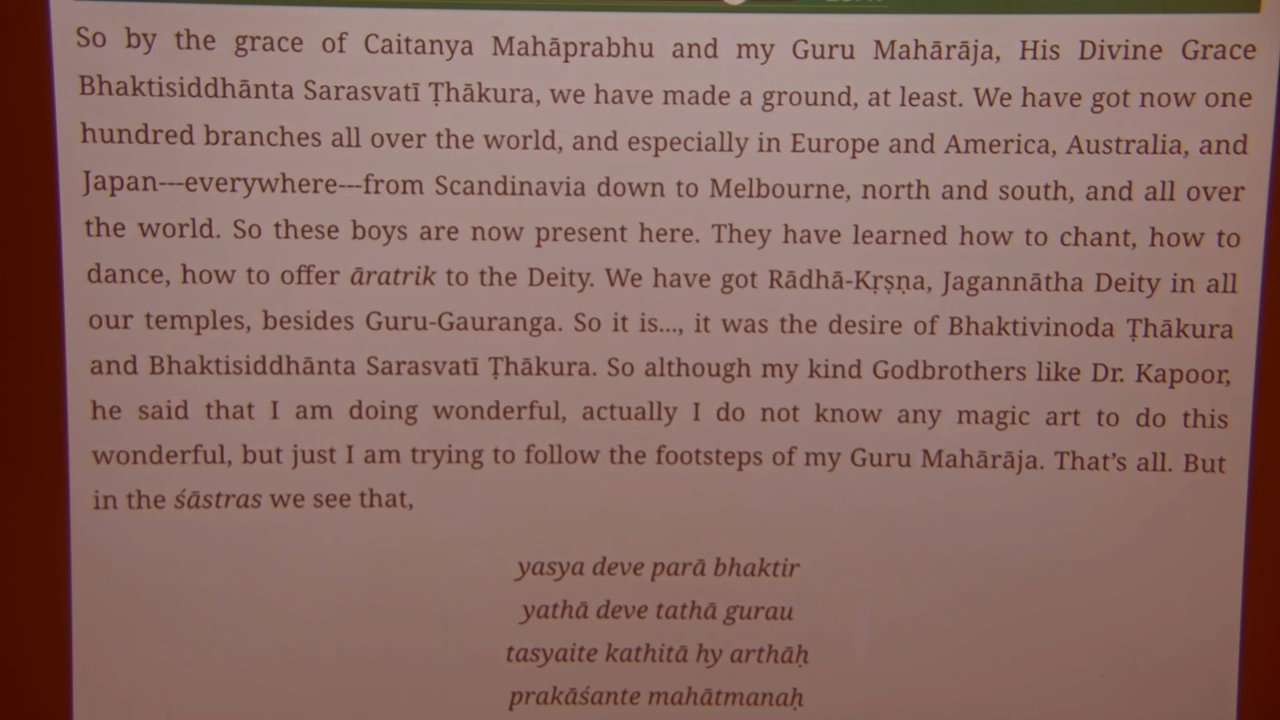 So by the grace of Caitanya Mahāprabhu and my Guru Mahārāja, His Divine Grace
Bhaktisiddhānta Sarasvatī Ṭhākura, we have made a ground, at least. We have got now one
hundred branches all over the world, and especially in Europe and America, Australia, and
Japan---everywhere---from Scandinavia down to Melbourne, north and south, and all over
the world. So these boys are now present here. They have learned how to chant, how to
dance, how to offer āratrik to the Deity. We have got Rādhā-Kṛṣṇa, Jagannātha Deity in all
our temples, besides Guru-Gauranga. So it is..., it was the desire of Bhaktivinoda Ṭhākura
and Bhaktisiddhānta Sarasvatī Ṭhākura. So although my kind Godbrothers like Dr. Kapoor,
he said that I am doing wonderful, actually I do not know any magic art to do this
wonderful, but just I am trying to follow the footsteps of my Guru Mahārāja. That’s all. But
in the śāstras we see that,
yasya deve parā bhaktir
yathā deve tathā gurau
tasyaite kathitā hy arthāḥ
prakāśante mahātmanaḥ